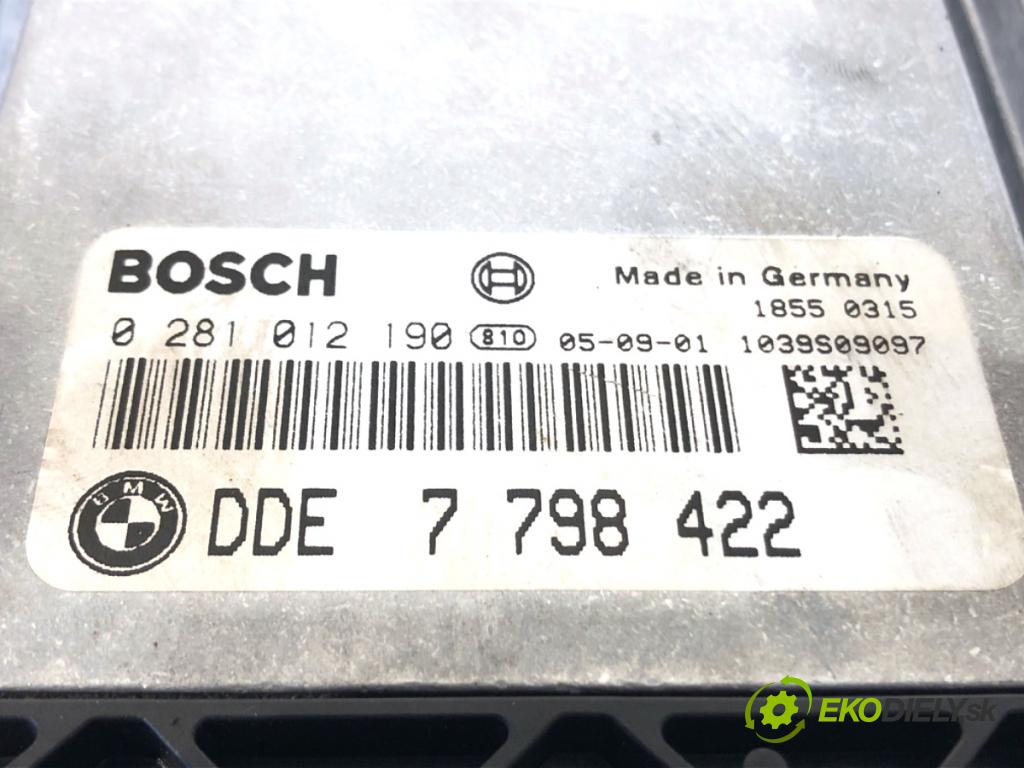 BOSCH
Made in Germany
1855 0315
0 281 012 190 810 05-09-01 1039S09097
BMW DDE 7 798 422
EKODIELY.sk